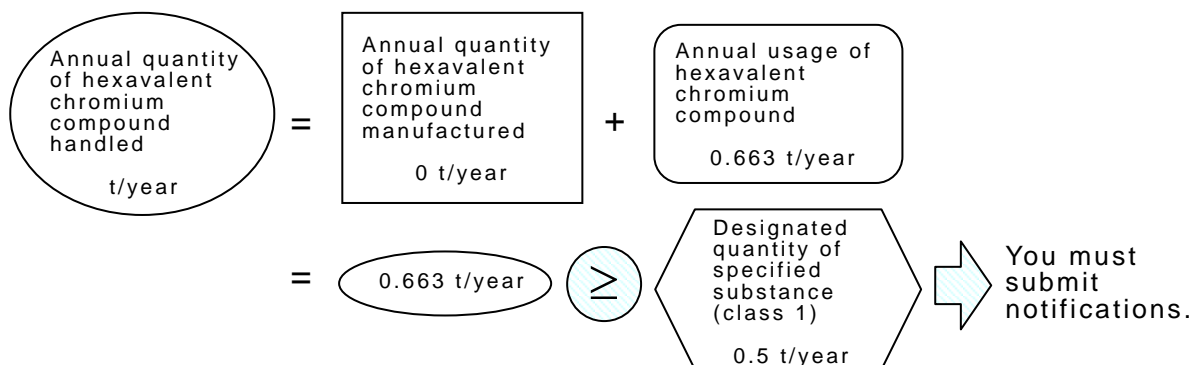 Annual quantity
of hexavalent
chromium
compound
handled
t/year
=
Annual quantity
of hexavalent
chromium
compound
manufactured
0 t/year
+
Annual usage of
hexavalent
chromium
compound
0.663 t/year
=
0.663 t/year
≥
Designated
quantity of
specified
substance
(class 1)
0.5 t/year
You must
submit
notifications.